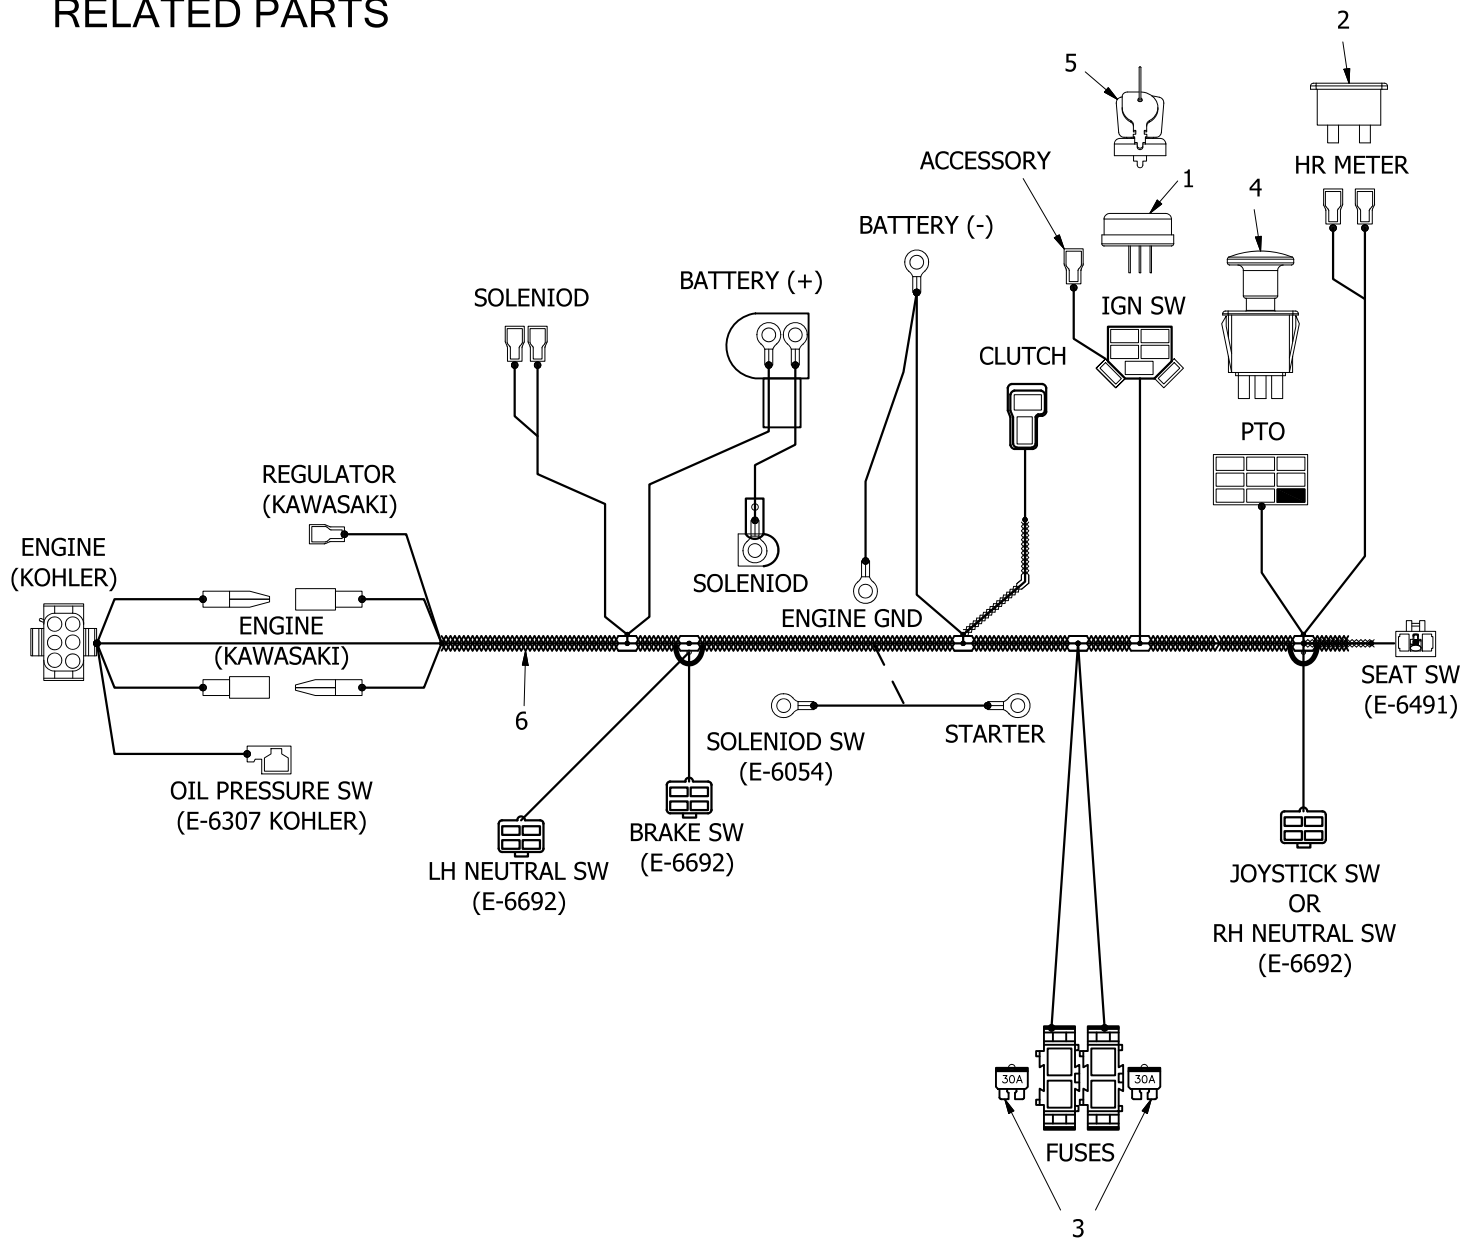 RELATED PARTS
2
5
ACCESSORY
HR METER
1
4
BATTERY (-)
BATTERY (+)
SOLENIOD
IGN SW
CLUTCH
PTO
REGULATOR
(KAWASAKI)
ENGINE
(KOHLER)
SOLENIOD
ENGINE GND
ENGINE
(KAWASAKI)
SEAT SW
(E-6491)
6
SOLENIOD SW
(E-6054)
STARTER
OIL PRESSURE SW
(E-6307 KOHLER)
BRAKE SW
(E-6692)
LH NEUTRAL SW
(E-6692)
JOYSTICK SW
OR
RH NEUTRAL SW
(E-6692)
30A
30A
FUSES
3